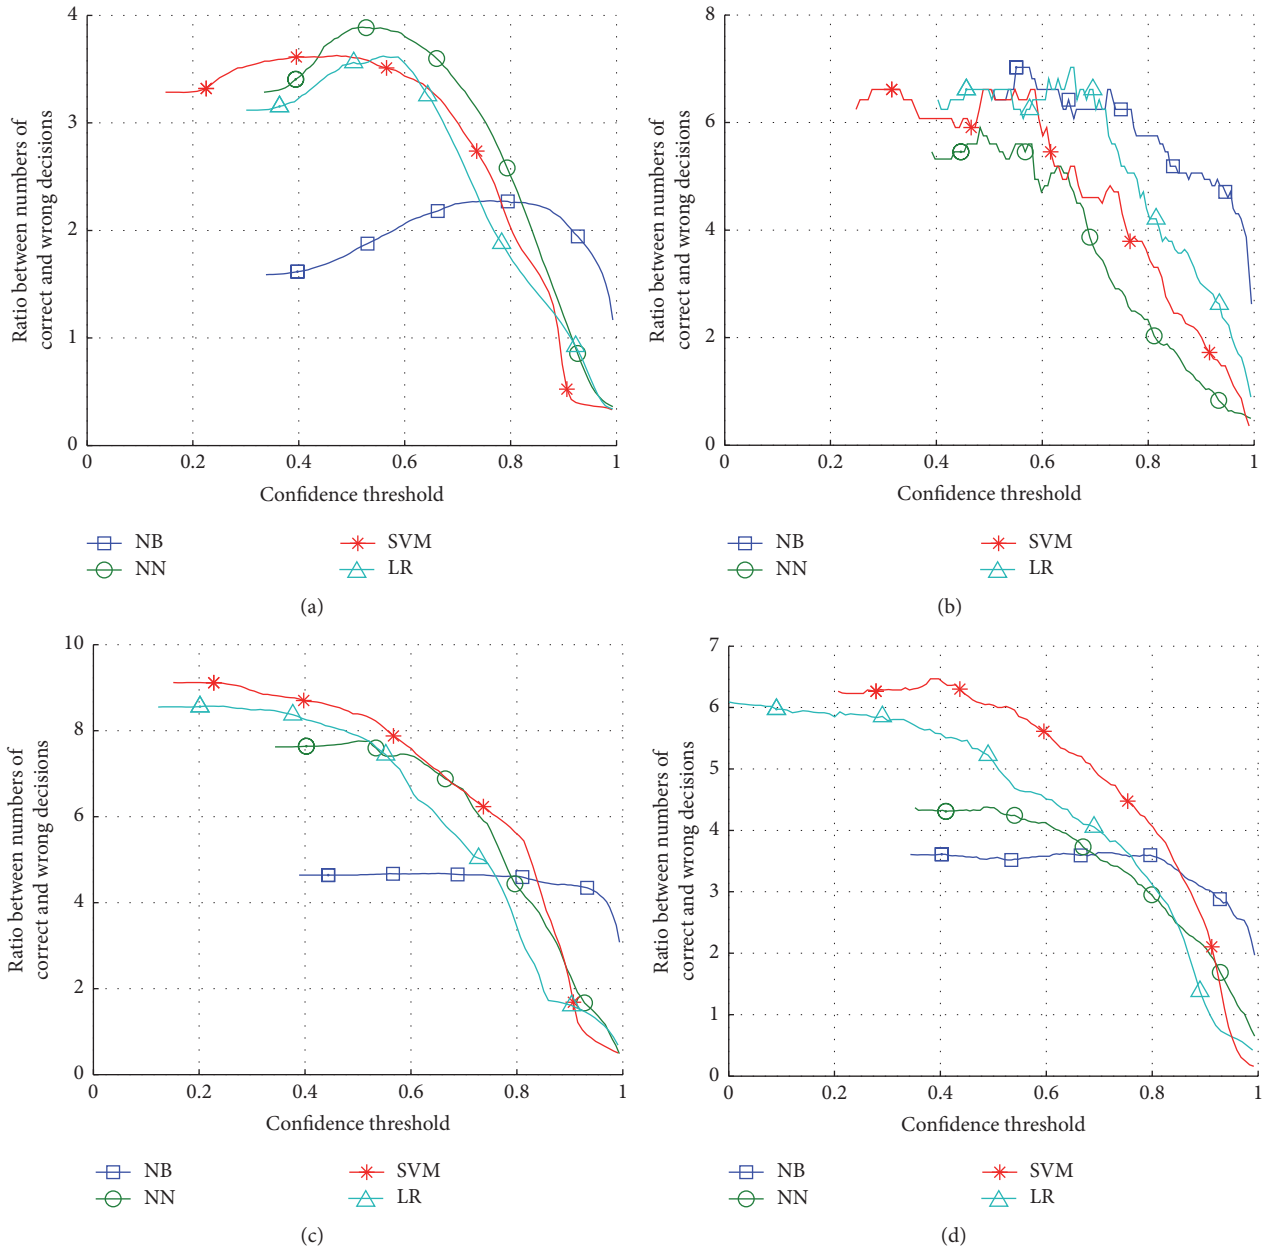 4
3
2
1
0
0
0.2
0.4
0.6
0.8
1
Ratio between numbers of
correct and wrong decisions
Confidence threshold
NB
NN
SVM
LR
(a)
8
6
4
2
0
0
0.2
0.4
0.6
0.8
1
Ratio between numbers of
correct and wrong decisions
Confidence threshold
NB
NN
SVM
LR
(b)
10
8
6
4
2
0
0
0.2
0.4
0.6
0.8
1
Ratio between numbers of
correct and wrong decisions
Confidence threshold
NB
NN
SVM
LR
(c)
7
6
5
4
3
2
1
0
0
0.2
0.4
0.6
0.8
1
Ratio between numbers of
correct and wrong decisions
Confidence threshold
NB
NN
SVM
LR
(d)